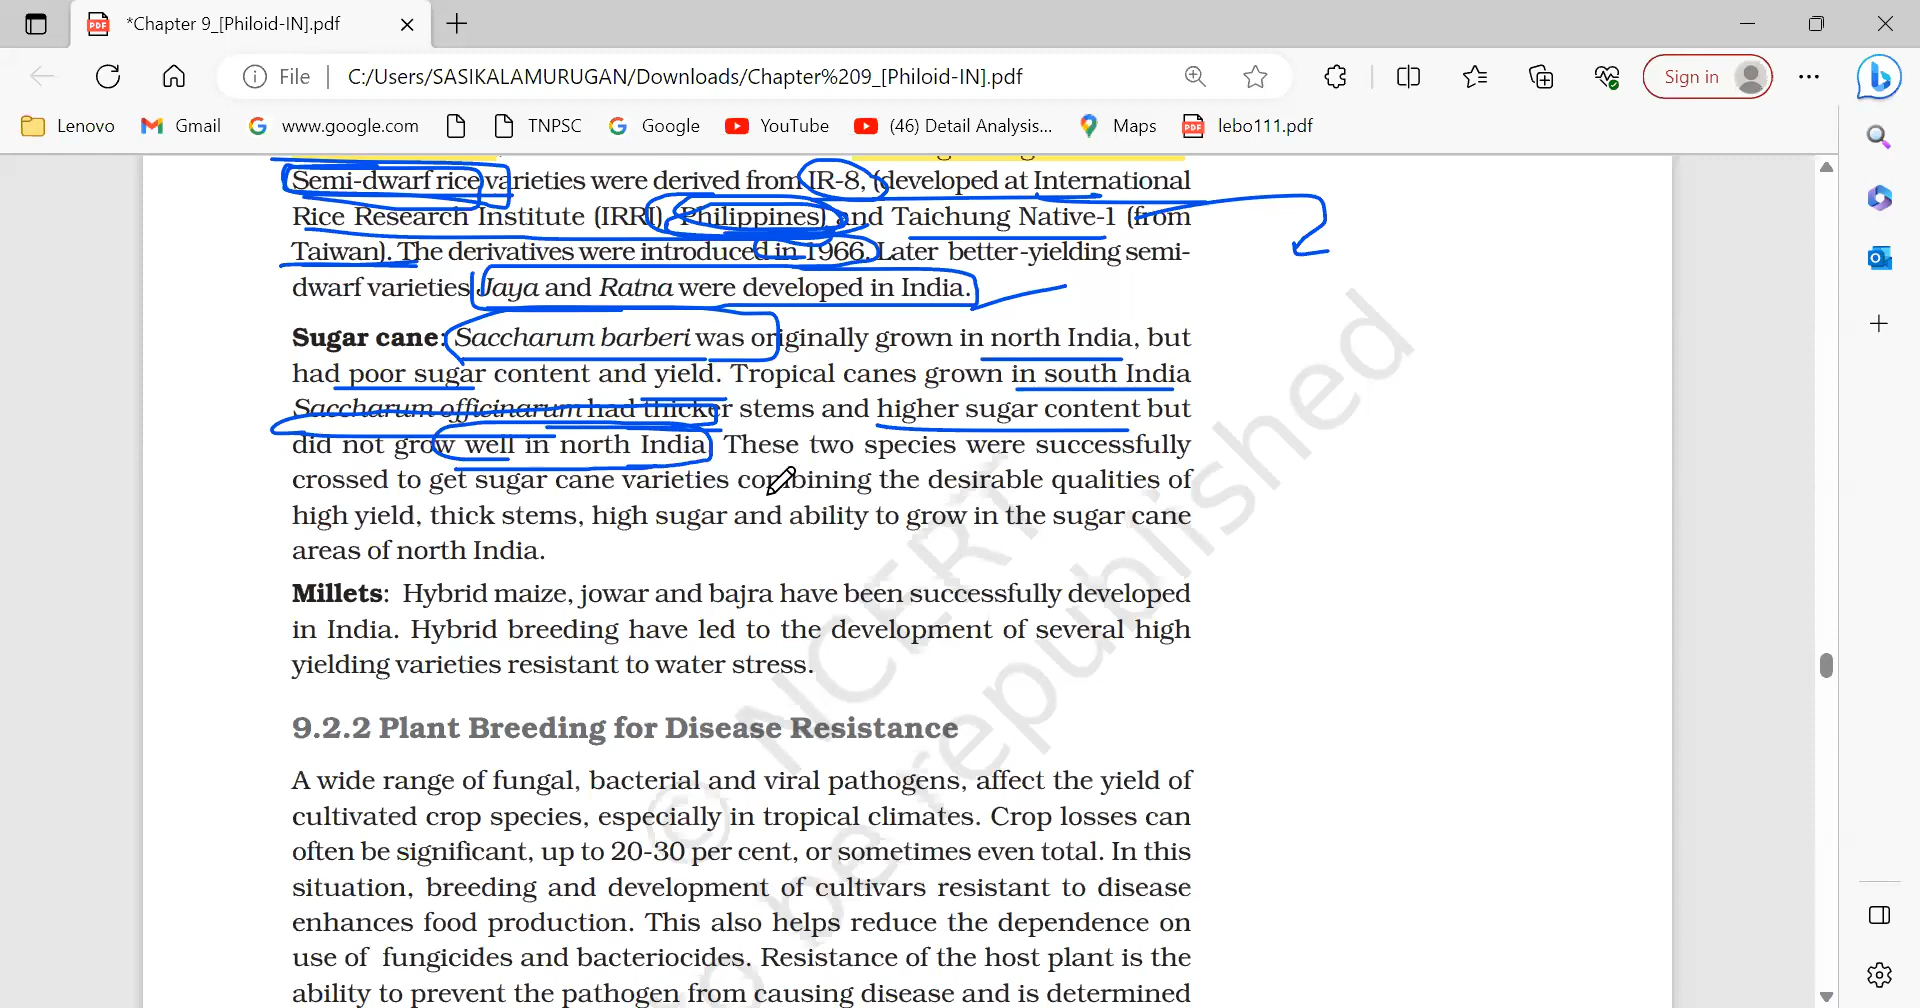 *Chapter 9_[Philoid-IN].pdf
File
C:/Users/SASIKALAMURUGAN/Downloads/Chapter%209_[Philoid-IN].pdf
Sign in
Lenovo
Gmail
www.google.com
TNPSC
Google
YouTube
(46) Detail Analysis...
Maps
lebo111.pdf
Semi-dwarf rice varieties were derived from IR-8, (developed at International
Rice Research Institute (IRRI), Philippines) and Taichung Native-1 (from
Taiwan). The derivatives were introduced in 1966. Later better-yielding semi-
dwarf varieties Jaya and Ratna were developed in India.
Sugar cane: Saccharum barberi was originally grown in north India, but
had poor sugar content and yield. Tropical canes grown in south India
Saccharum officinarum had thicker stems and higher sugar content but
did not grow well in north India. These two species were successfully
crossed to get sugar cane varieties combining the desirable qualities of
high yield, thick stems, high sugar and ability to grow in the sugar cane
areas of north India.
Millets: Hybrid maize, jowar and bajra have been successfully developed
in India. Hybrid breeding have led to the development of several high
yielding varieties resistant to water stress.
9.2.2 Plant Breeding for Disease Resistance
A wide range of fungal, bacterial and viral pathogens, affect the yield of
cultivated crop species, especially in tropical climates. Crop losses can
often be significant, up to 20-30 per cent, or sometimes even total. In this
situation, breeding and development of cultivars resistant to disease
enhances food production. This also helps reduce the dependence on
use of fungicides and bacteriocides. Resistance of the host plant is the
ability to prevent the pathogen from causing disease and is determined
© NCERT
be republished